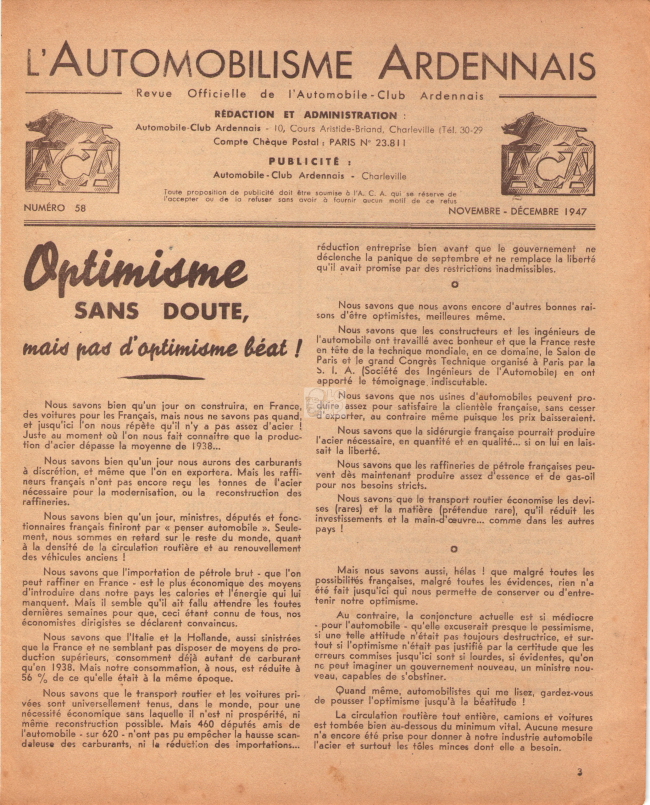 L'AUTOMOBILISME ARDENNAIS
Revue Officielle de l'Automobile-Club Ardennais
RÉDACTION ET ADMINISTRATION :
Automobile-Club Ardennais - 10, Cours Aristide-Briand, Charleville (Tél. 30-29
Compte Chèque Postal : PARIS N° 23.811
PUBLICITÉ :
Automobile-Club Ardennais - Charleville
Toute proposition de publicité doit être soumise à l'A. C. A. qui se réserve de
l'accepter ou de la refuser sans avoir à fournir aucun motif de ce refus
ACA
ACA
NUMÉRO 58
NOVEMBRE - DÉCEMBRE 1947
Optimisme
SANS DOUTE,
mais pas d'optimisme béat !
Nous savons bien qu'un jour on construira, en France,
des voitures pour les Français, mais nous ne savons pas quand,
et jusqu'ici l'on nous répète qu'il n'y a pas assez d'acier !
Juste au moment où l'on nous fait connaître que la produc-
tion d'acier dépasse la moyenne de 1938...
Nous savons bien qu'un jour nous aurons des carburants
à discrétion, et même que l'on en exportera. Mais les raffi-
neurs français n'ont pas encore reçu les tonnes de l'acier
nécessaire pour la modernisation, ou la reconstruction des
raffineries.
Nous savons bien qu'un jour, ministres, députés et fonc-
tionnaires français finiront par « penser automobile ». Seule-
ment, nous sommes en retard sur le reste du monde, quant
à la densité de la circulation routière et au renouvellement
des véhicules anciens !
Nous savons que l'importation de pétrole brut - que l'on
peut raffiner en France - est le plus économique des moyens
d'introduire dans notre pays les calories et l'énergie qui lui
manquent. Mais il semble qu'il ait fallu attendre les toutes
dernières semaines pour que, ceci étant connu de tous, nos
économistes dirigistes se déclarent convaincus.
Nous savons que l'Italie et la Hollande, aussi sinistrées
que la France et ne semblant pas disposer de moyens de pro-
duction supérieurs, consomment déjà autant de carburant
qu'en 1938. Mais notre consommation, à nous, est réduite à
56 % de ce qu'elle était à la même époque.
Nous savons que le transport routier et les voitures pri-
vées sont universellement tenus, dans le monde, pour une
nécessité économique sans laquelle il n'est ni prospérité, ni
même reconstruction possible. Mais 460 députés amis de
l'automobile - sur 620 - n'ont pas pu empêcher la hausse scan-
daleuse des carburants, ni la réduction des importations...
réduction entreprise bien avant que le gouvernement ne
déclenche la panique de septembre et ne remplace la liberté
qu'il avait promise par des restrictions inadmissibles.
Nous savons que nous avons encore d'autres bonnes rai-
sons d'être optimistes, meilleures même.
Nous savons que les constructeurs et les ingénieurs de
l'automobile ont travaillé avec bonheur et que la France reste
en tête de la technique mondiale, en ce domaine, le Salon de
Paris et le grand Congrès Technique organisé à Paris par la
S. I. A. (Société des Ingénieurs de l'Automobile) en ont
apporté le témoignage indiscutable.
Nous savons que nos usines d'automobiles peuvent pro-
duire assez pour satisfaire la clientèle française, sans cesser
d'exporter, au contraire même puisque les prix baisseraient.
Nous savons que la sidérurgie française pourrait produire
l'acier nécessaire, en quantité et en qualité... si on lui en lais-
sait la liberté.
Nous savons que les raffineries de pétrole françaises peu-
vent dès maintenant produire assez d'essence et de gas-oil
pour nos besoins stricts.
Nous savons que le transport routier économise les devi-
ses (rares) et la matière (prétendue rare), qu'il réduit les
investissements et la main-d'œuvre... comme dans les autres
pays !
Mais nous savons aussi, hélas ! que malgré toutes les
possibilités françaises, malgré toutes les évidences, rien n'a
été fait jusqu'ici qui nous permette de conserver ou d'entre-
tenir notre optimisme.
Au contraire, la conjoncture actuelle est si médiocre
- pour l'automobile - qu'elle excuserait presque le pessimisme,
si une telle attitude n'était pas toujours destructrice, et sur-
tout si l'optimisme n'était pas justifié par la certitude que les
erreurs commises jusqu'ici sont si lourdes, si évidentes, qu'on
nc peut imaginer un gouvernement nouveau, un ministre nou-
veau, capables de s'obstiner.
Quand même, automobilistes qui me lisez, gardez-vous
de pousser l'optimisme jusqu'à la béatitude !
La circulation routière tout entière, camions et voitures
est tombée bien au-dessous du minimum vital. Aucune mesure
n'a encore été prise pour donner à notre industrie automobile
l'acier et surtout les tôles minces dont elle a besoin.
3